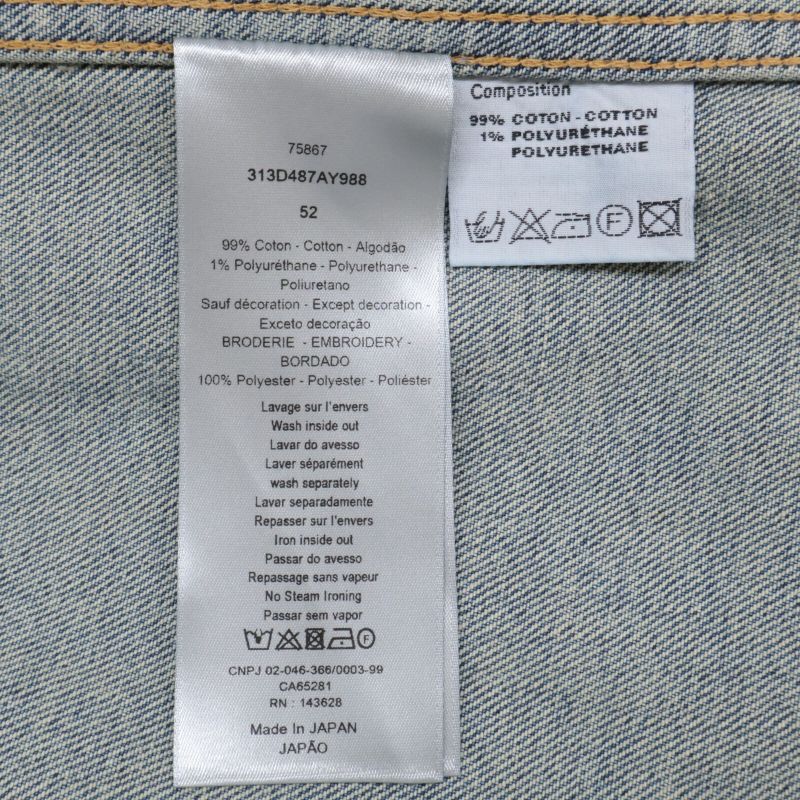 75867
313D487AY988
52
99% Coton - Cotton - Algodão
1% Polyuréthane - Polyurethane -
Poliuretano
Sauf décoration - Except decoration -
Exceto decoração
BRODERIE - EMBROIDERY -
BORDADO
100% Polyester - Polyester - Poliéster
Lavage sur l'envers
Wash inside out
Lavar do avesso
Laver séparément
wash separately
Lavar separadamente
Repasser sur l'envers
Iron inside out
Passar do avesso
Repassage sans vapeur
No Steam Ironing
Passar sem vapor
F
CNPJ 02-046-366/0003-99
CA65281
RN : 143628
Made In JAPAN
JAPÃO
Composition
99% COTON - COTTON
1% POLYURÉTHANE
POLYURETHANE
F